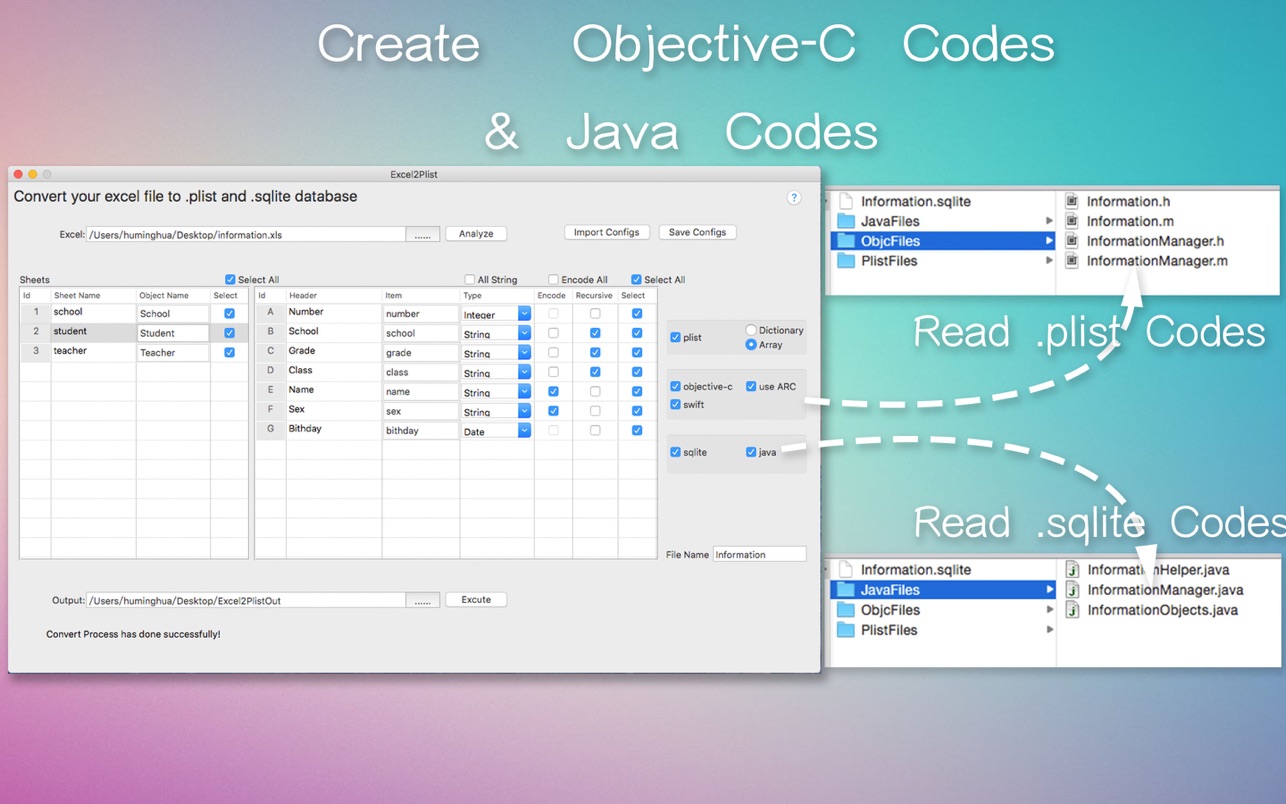 Create Objective-C Codes
& Java Codes
Excel2Plist
Convert your excel file to .plist and .sqlite database
?
Excel: /Users/huminghua/Desktop/information.xls ...... Analyze Import Configs Save Configs
Sheets Select All All String Encode All Select All
Id Sheet Name Object Name Select Id Header Item Type Encode Recursive Select
1 school School A Number number Integer
2 student Student B School school String
3 teacher Teacher C Grade grade String
D Class class String
E Name name String
F Sex sex String
G Bithday bithday Date
plist Dictionary
Array
objective-c use ARC
swift
sqlite java
File Name Information
Output: /Users/huminghua/Desktop/Excel2PlistOut ...... Excute
Convert Process has done successfully!
Information.sqlite Information.h
JavaFiles Information.m
ObjcFiles InformationManager.h
PlistFiles InformationManager.m
Read .plist Codes
Read .sqlite Codes
Information.sqlite InformationHelper.java
JavaFiles InformationManager.java
ObjcFiles InformationObjects.java
PlistFiles